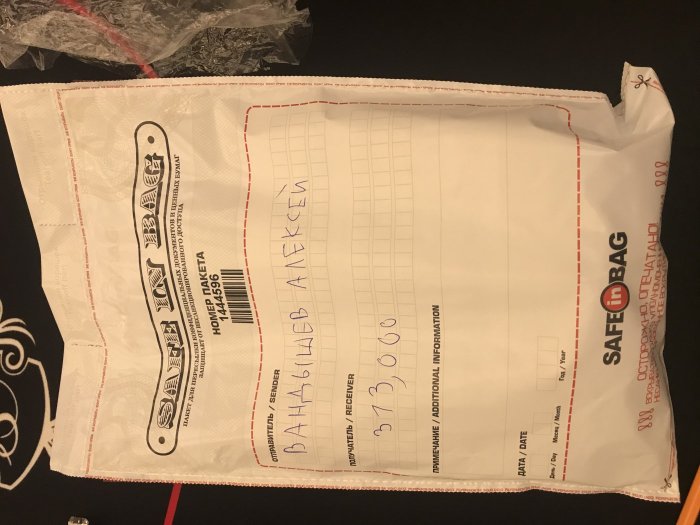 SAFE IN BAG
ПАКЕТ ДЛЯ ПЕРЕСЫЛКИ КОНФИДЕНЦИАЛЬНЫХ ДОКУМЕНТОВ И ЦЕННЫХ БУМАГ
ЗАЩИЩАЕТ ОТ НЕСАНКЦИОНИРОВАННОГО ДОСТУПА
НОМЕР ПАКЕТА
1444596
ОТПРАВИТЕЛЬ / SENDER
ВАНДЫШЕВ АЛЕКСЕЙ
ПОЛУЧАТЕЛЬ / RECEIVER
313,000
ПРИМЕЧАНИЕ / ADDITIONAL INFORMATION
ДАТА / DATE
День / Day Месяц / Month Год / Year
SAFE in BAG
!!! ОСТОРОЖНО, ОПЕЧАТАНО! !!!